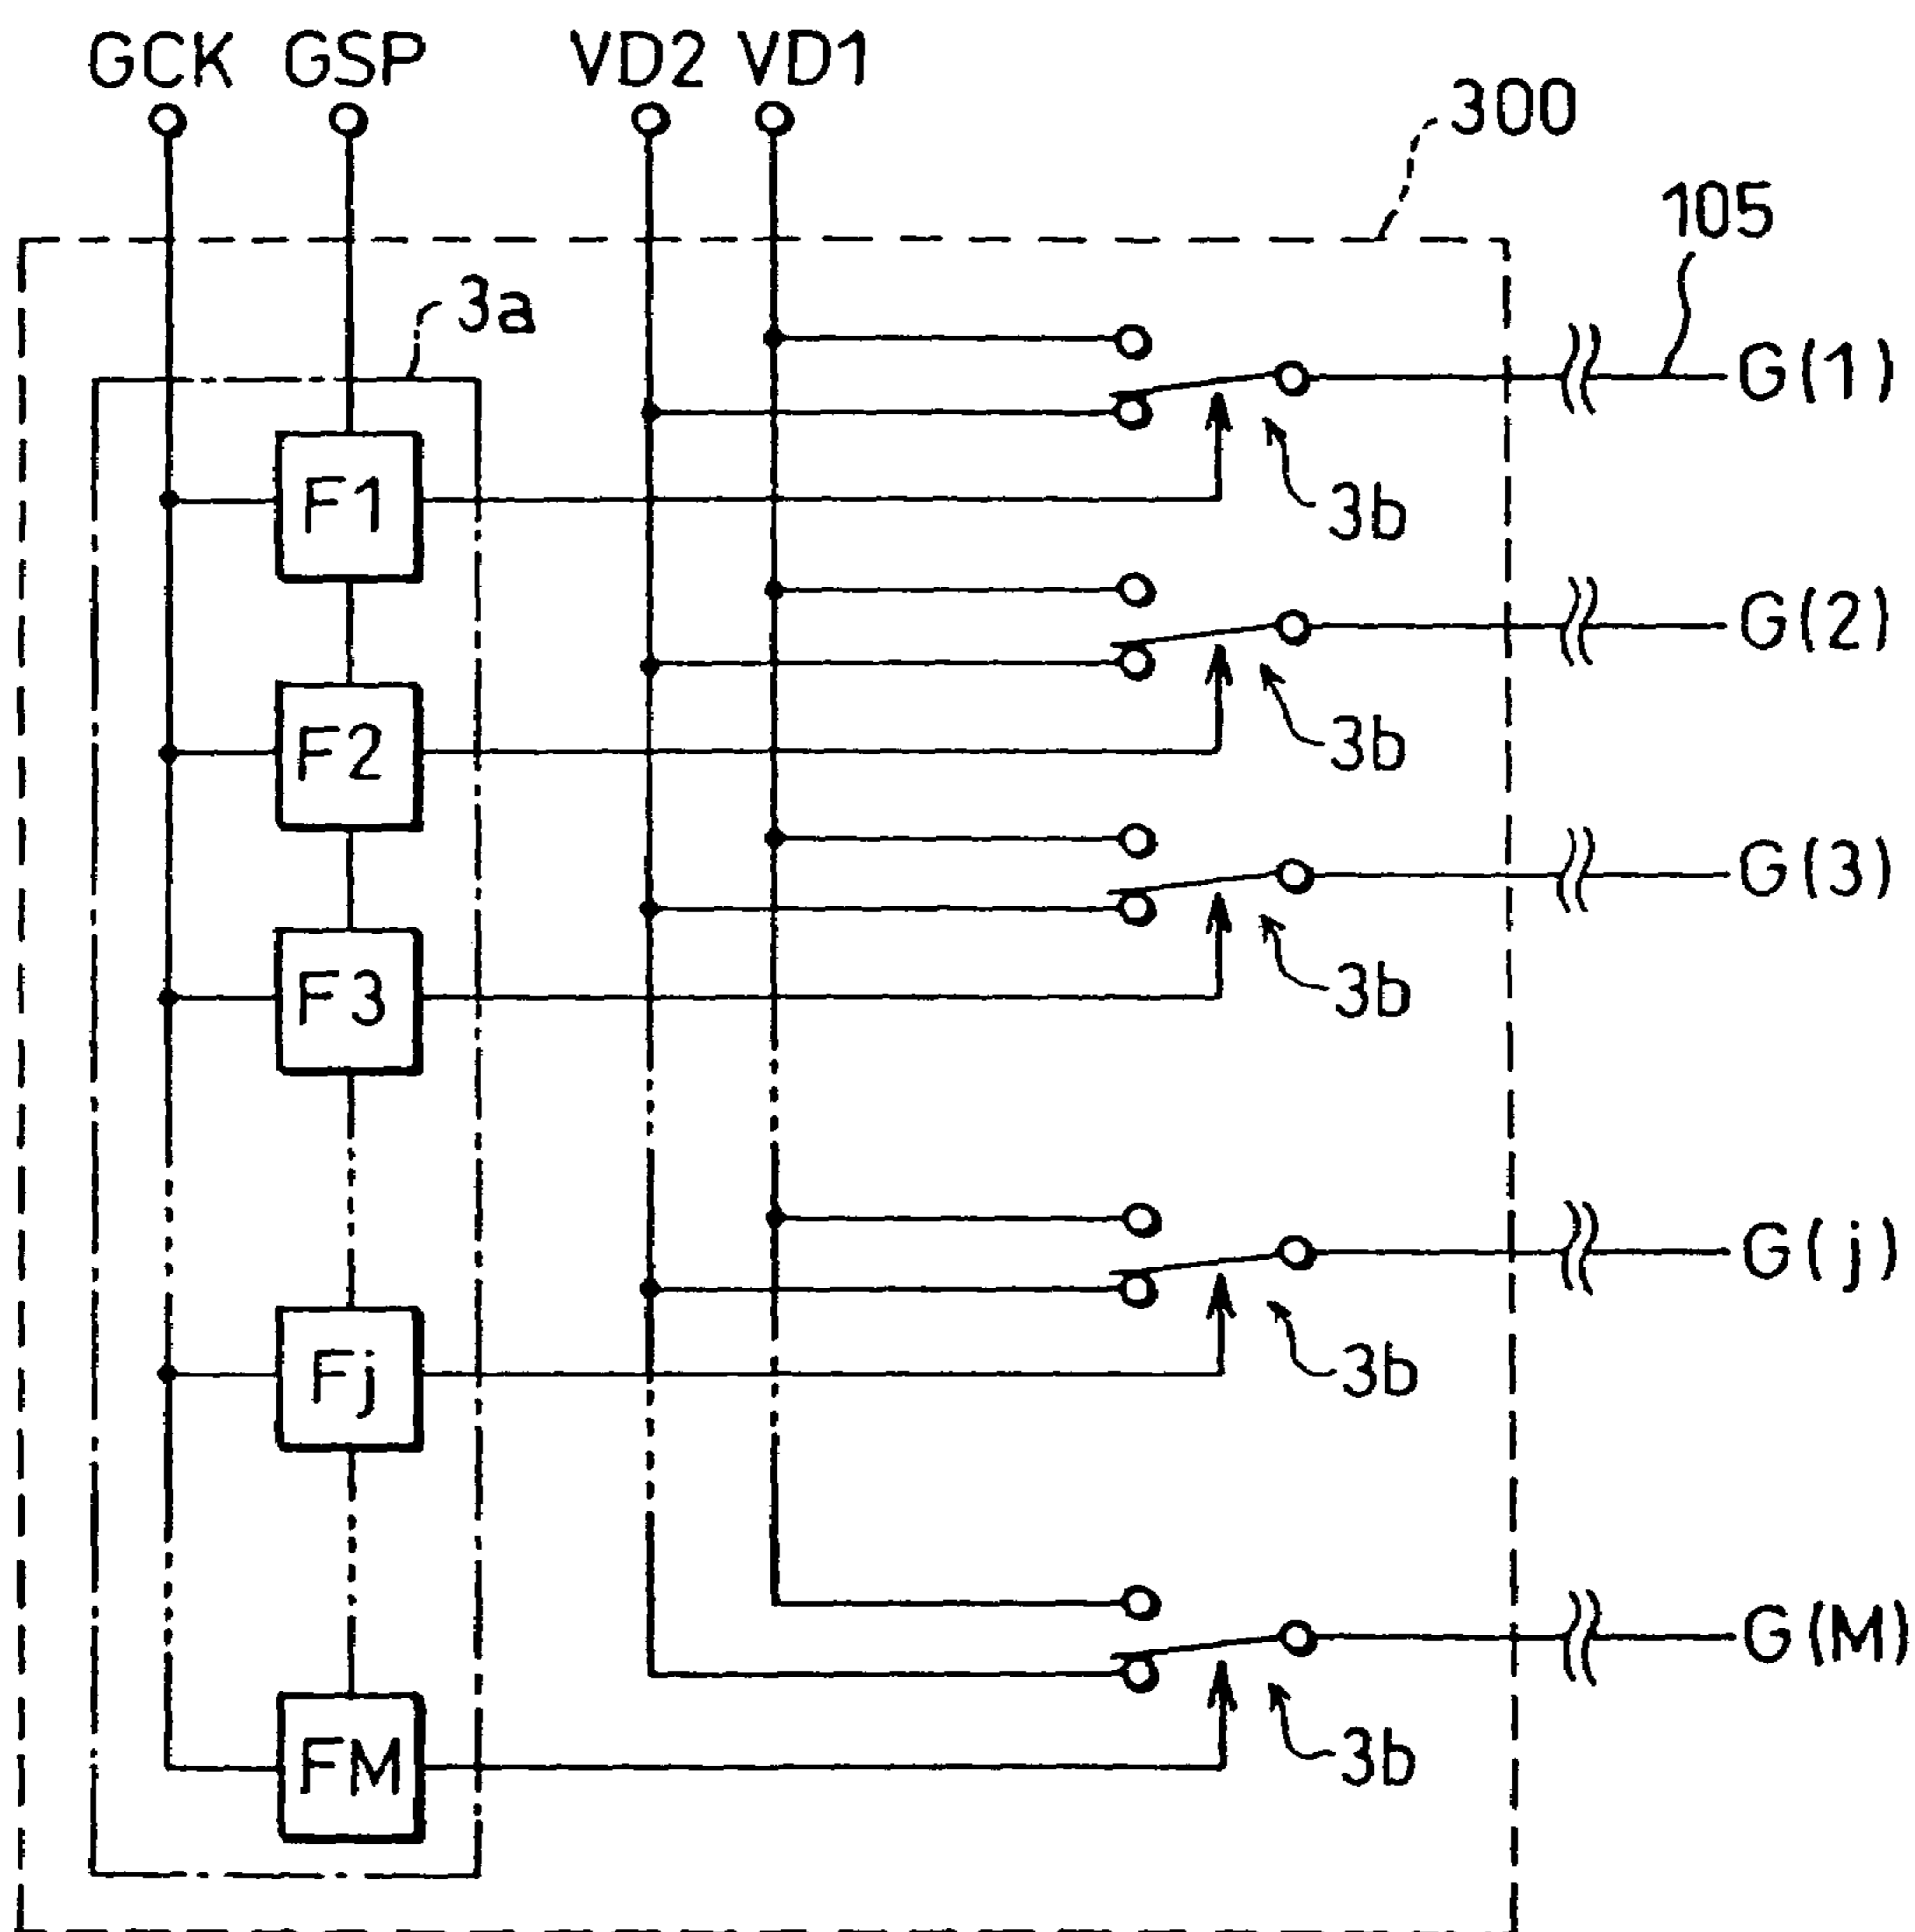 GCK GSP VD2 VD1
300
105
3a
G(1)
F1
3b
G(2)
F2
3b
G(3)
F3
3b
G(j)
Fj
3b
G(M)
FM
3b